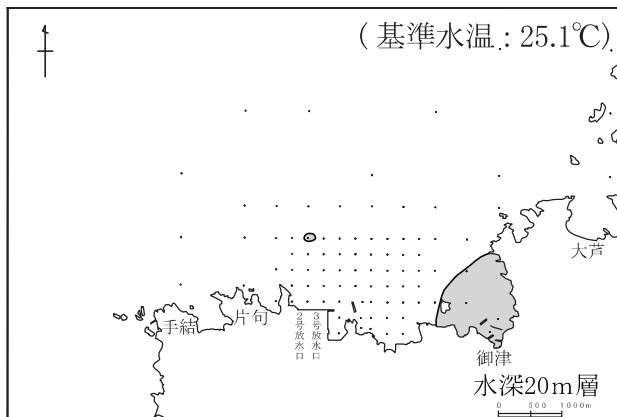 (基準水温:25.1℃)
大芦
手結
片句
2号放水口
3号放水口
御津
水深20m層
0 500 1000m